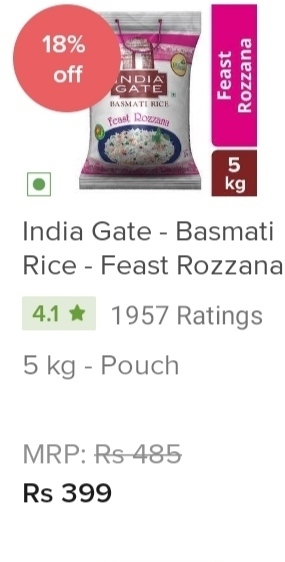 18%
off
INDIA
GATE
BASMATI RICE
Feast Rozzana
Feast
Rozzana
5
kg
India Gate - Basmati
Rice - Feast Rozzana
4.1 ★ 1957 Ratings
5 kg - Pouch
MRP: Rs 485
Rs 399